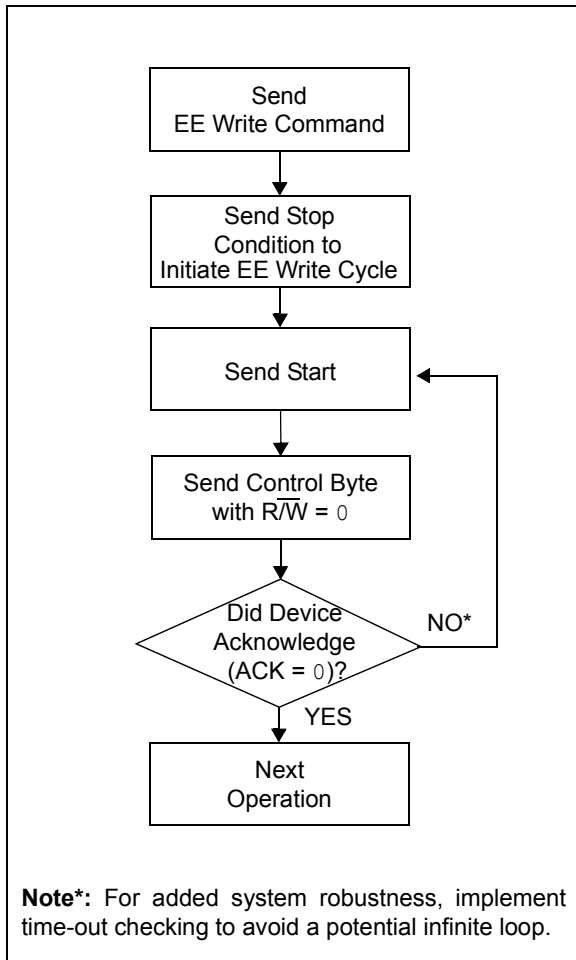 Send
EE Write Command
Send Stop
Condition to
Initiate EE Write Cycle
Send Start
Send Control Byte
with R/W̅ = 0
Did Device
Acknowledge
(ACK = 0)?
NO*
YES
Next
Operation
Note*: For added system robustness, implement
time-out checking to avoid a potential infinite loop.